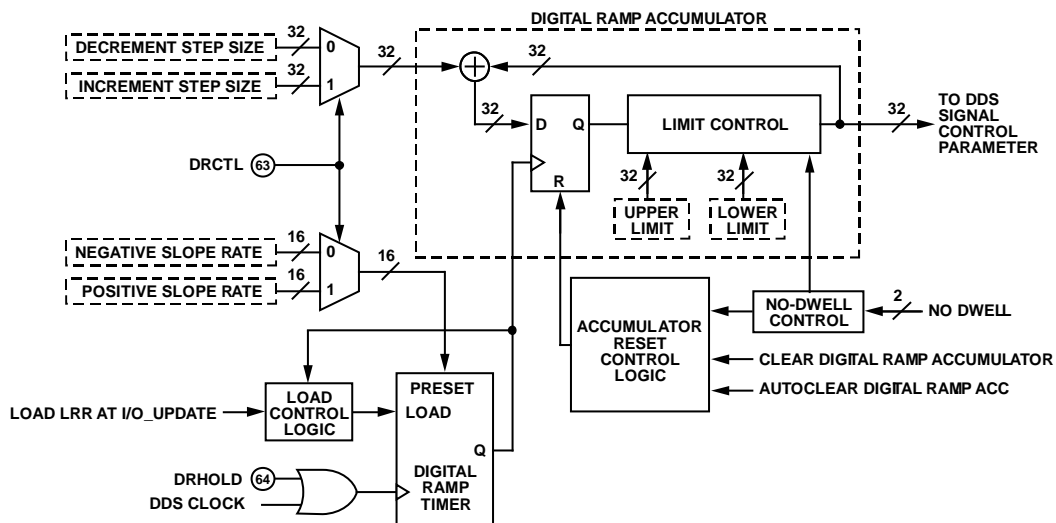 DIGITAL RAMP ACCUMULATOR
DECREMENT STEP SIZE
32
0
INCREMENT STEP SIZE
32
1
32
32
32
D
Q
R
LIMIT CONTROL
32
TO DDS
SIGNAL
CONTROL
PARAMETER
32
UPPER
LIMIT
32
LOWER
LIMIT
DRCTL
63
NEGATIVE SLOPE RATE
16
0
POSITIVE SLOPE RATE
16
1
16
ACCUMULATOR
RESET
CONTROL
LOGIC
NO-DWELL
CONTROL
2
NO DWELL
CLEAR DIGITAL RAMP ACCUMULATOR
AUTOCLEAR DIGITAL RAMP ACC
LOAD LRR AT I/O_UPDATE
LOAD
CONTROL
LOGIC
PRESET
LOAD
Q
DIGITAL
RAMP
TIMER
DRHOLD
64
DDS CLOCK